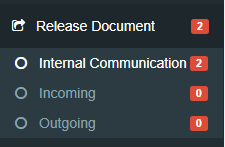 Release Document 2
Internal Communication 2
Incoming 0
Outgoing 0